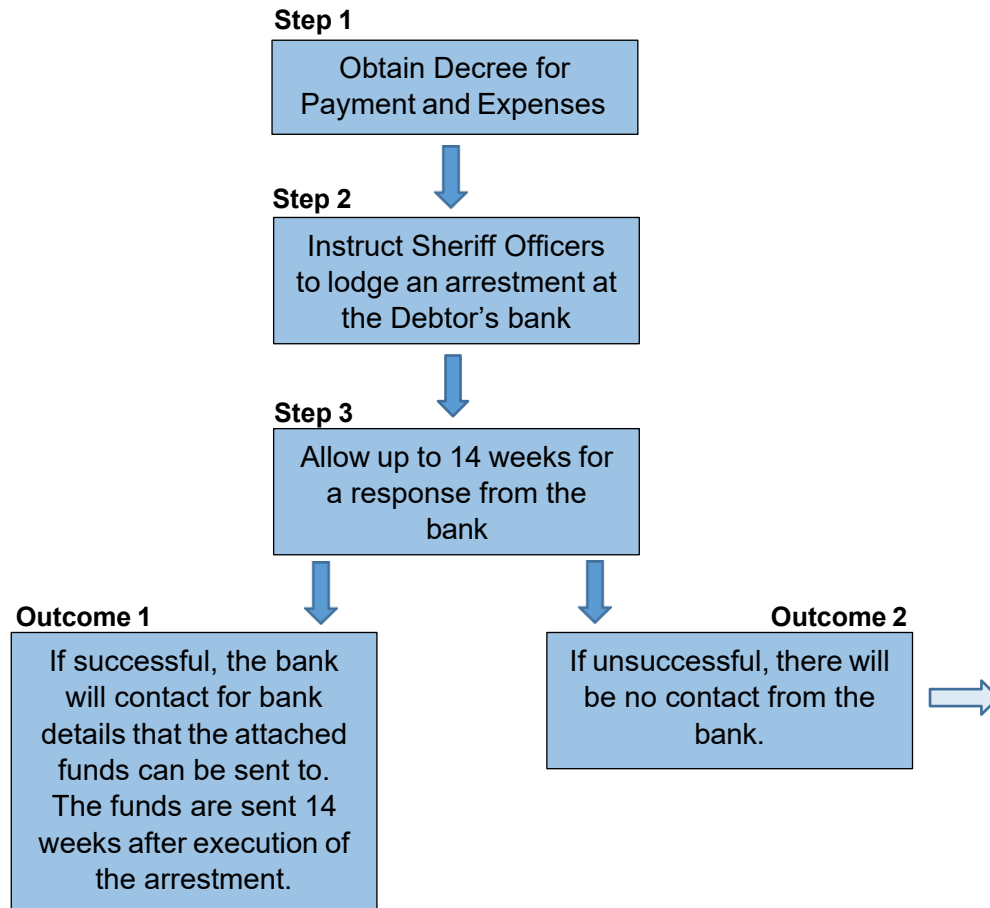 Step 1
Obtain Decree for
Payment and Expenses
Step 2
Instruct Sheriff Officers
to lodge an arrestment at
the Debtor’s bank
Step 3
Allow up to 14 weeks for
a response from the
bank
Outcome 1
If successful, the bank
will contact for bank
details that the attached
funds can be sent to.
The funds are sent 14
weeks after execution of
the arrestment.
Outcome 2
If unsuccessful, there will
be no contact from the
bank.